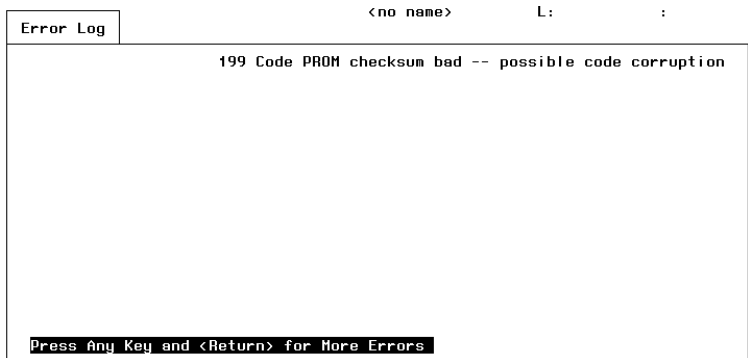 <no name> L: :
Error Log
199 Code PROM checksum bad -- possible code corruption
Press Any Key and <Return> for More Errors